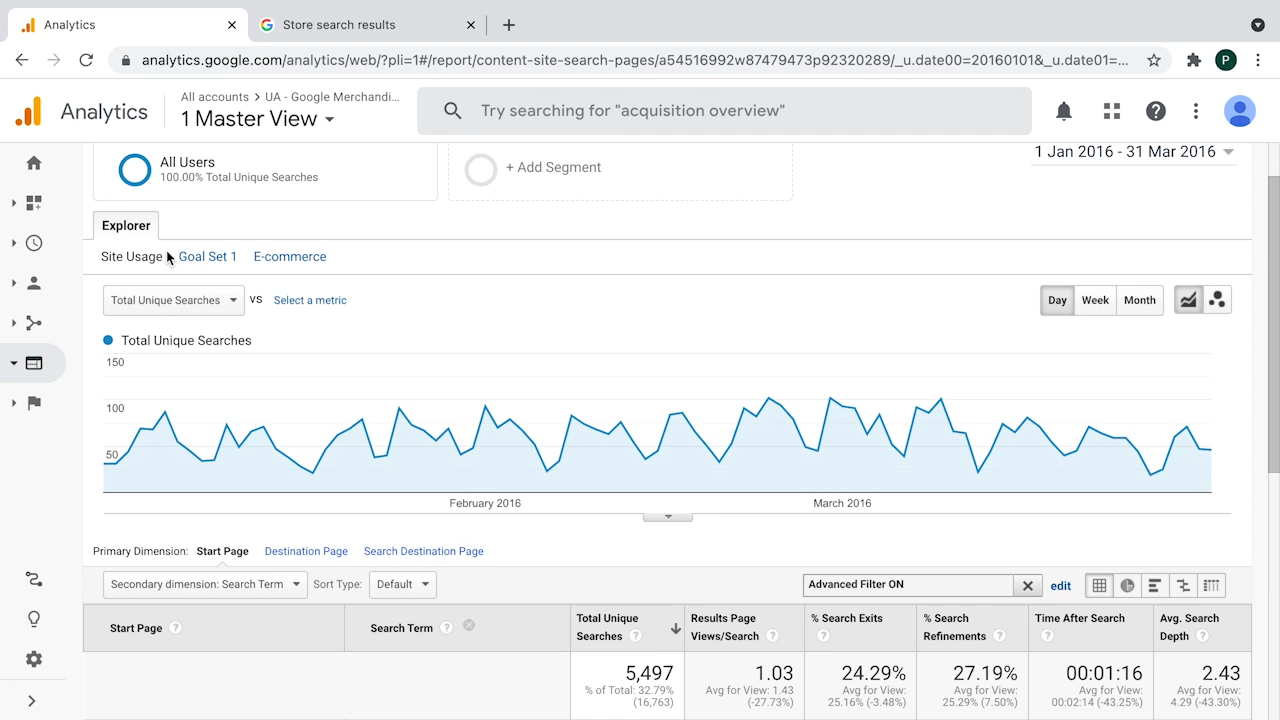 Analytics
Store search results
analytics.google.com/analytics/web/?pli=1#/report/content-site-search-pages/a54516992w87479473p92320289/_u.date00=20160101&_u.date01=...
P
Analytics
All accounts > UA - Google Merchandi...
1 Master View
Try searching for "acquisition overview"
All Users
100.00% Total Unique Searches
+ Add Segment
1 Jan 2016 - 31 Mar 2016
Explorer
Site Usage Goal Set 1 E-commerce
Total Unique Searches VS Select a metric
Day Week Month
Total Unique Searches
150
100
50
February 2016 March 2016
Primary Dimension: Start Page Destination Page Search Destination Page
Secondary dimension: Search Term Sort Type: Default Advanced Filter ON edit
Start Page Search Term Total Unique Searches Results Page Views/Search % Search Exits % Search Refinements Time After Search Avg. Search Depth
5,497 1.03 24.29% 27.19% 00:01:16 2.43
% of Total: 32.79% Avg for View: 1.43 Avg for View: Avg for View: Avg for View: Avg for View:
(16,763) (-27.73%) 25.16% (-3.48%) 25.29% (7.50%) 00:02:14 (-43.25%) 4.29 (-43.30%)